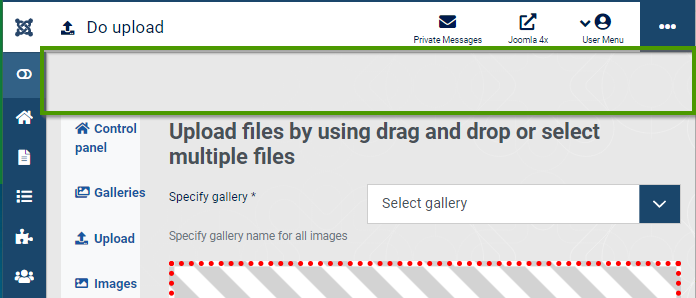 Do upload
Private Messages
Joomla 4x
User Menu
Control
panel
Galleries
Upload
Images
Upload files by using drag and drop or select
multiple files
Specify gallery *
Select gallery
Specify gallery name for all images